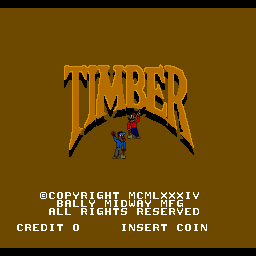 TIMBER
©COPYRIGHT MCMLXXXIV
BALLY MIDWAY MFG
ALL RIGHTS RESERVED
CREDIT 0 INSERT COIN